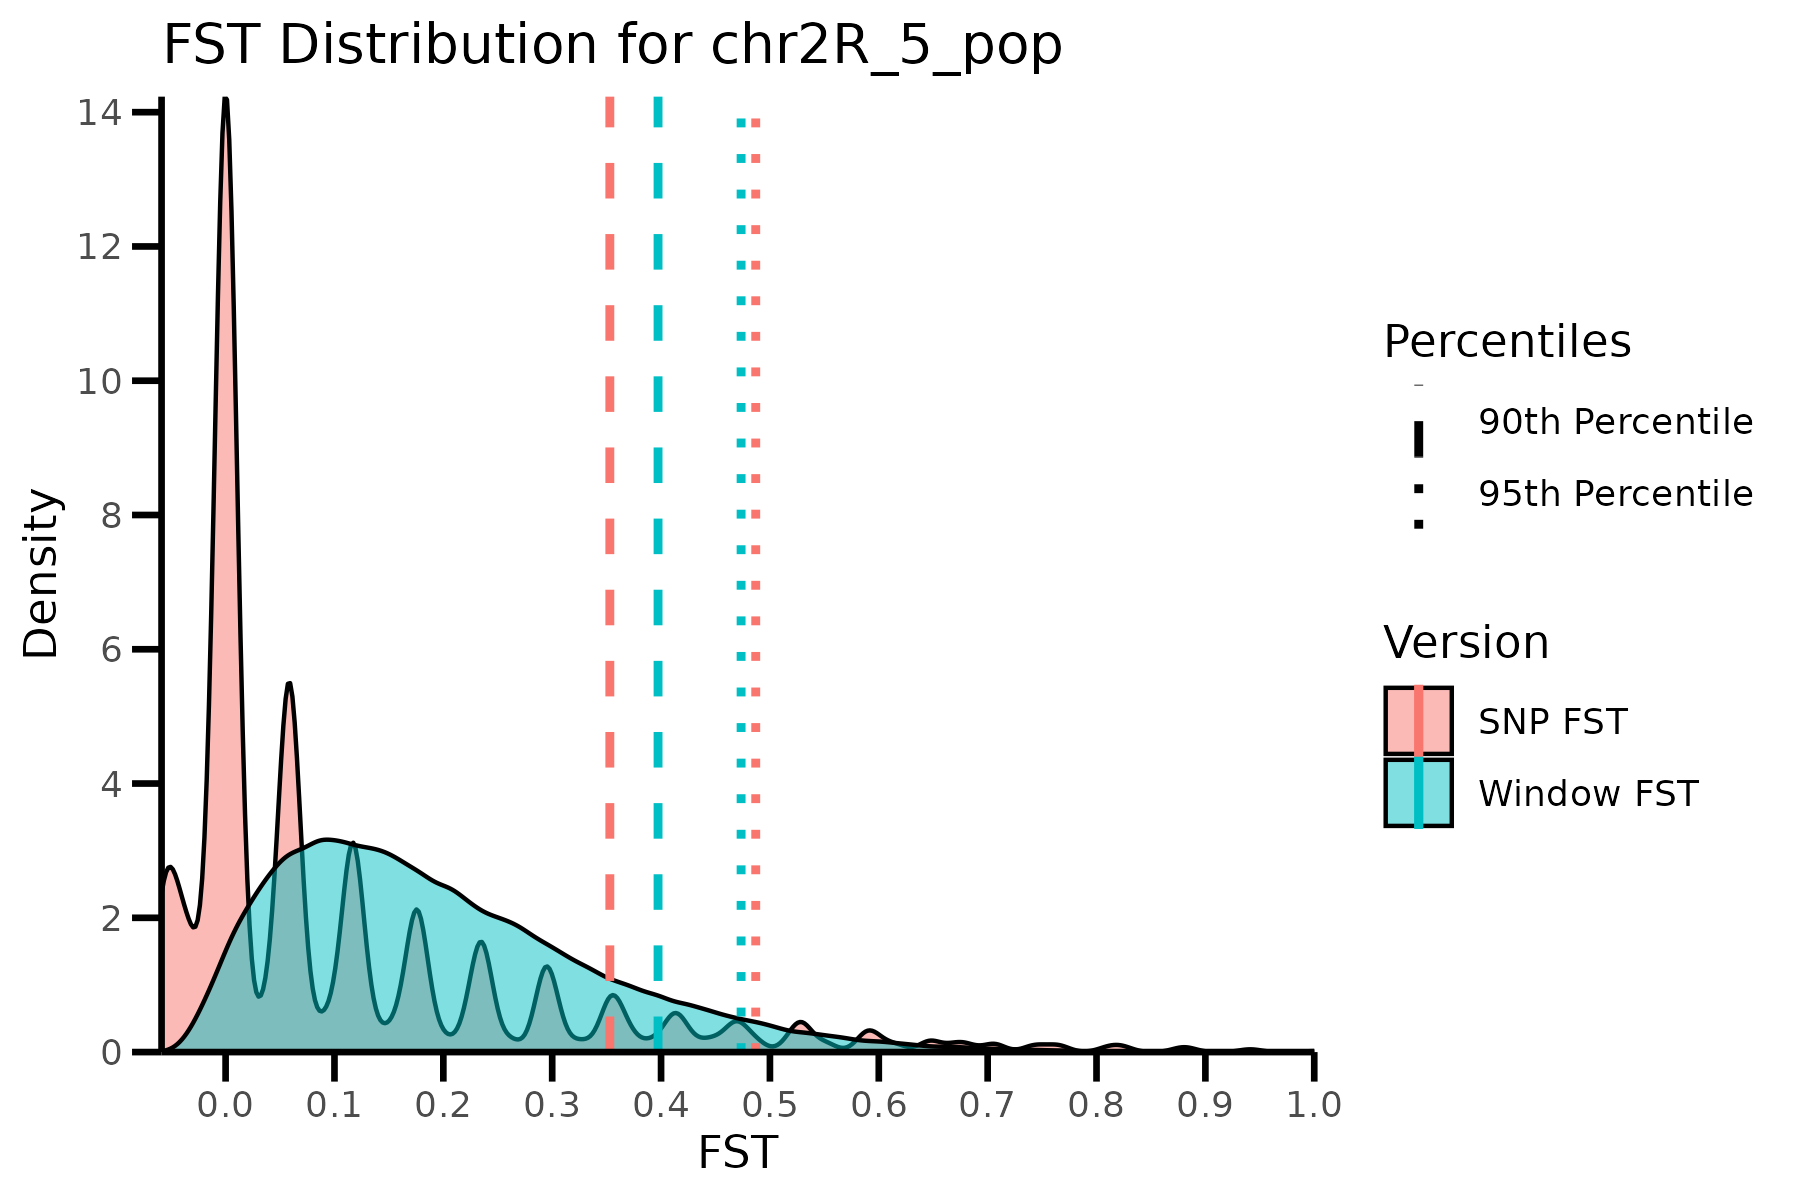 FST Distribution for chr2R_5_pop
14
12
10
8
6
4
2
0
Density
0.0 0.1 0.2 0.3 0.4 0.5 0.6 0.7 0.8 0.9 1.0
FST
Percentiles
90th Percentile
95th Percentile
Version
SNP FST
Window FST